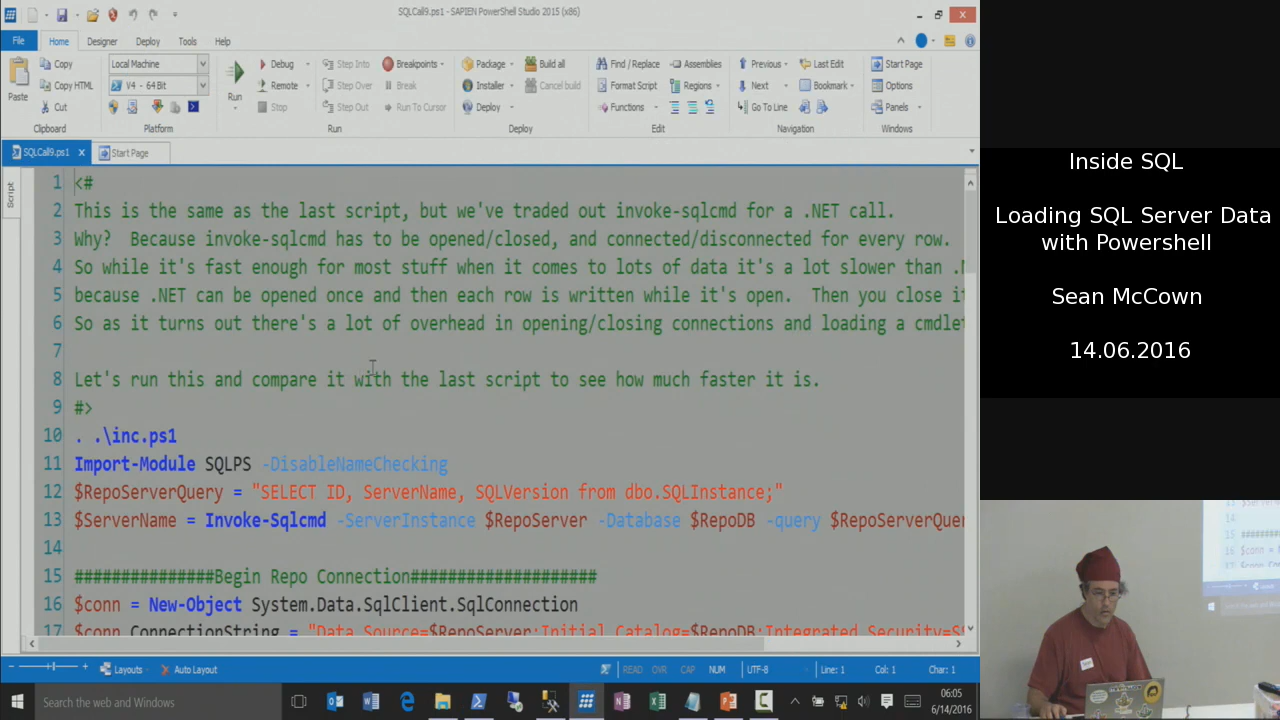 SQLCall9.ps1 - SAPIEN PowerShell Studio 2015 (x86)
File Home Designer Deploy Tools Help
Paste
Copy
Copy HTML
Cut
Clipboard
Local Machine
V4 - 64 Bit
Platform
Run
Debug
Remote
Stop
Step Into
Step Over
Step Out
Breakpoints
Break
Run To Cursor
Run
Package
Installer
Deploy
Build all
Cancel build
Deploy
Find / Replace
Format Script
Functions
Assemblies
Regions
Edit
Previous
Next
Go To Line
Last Edit
Bookmark
Navigation
Start Page
Options
Panels
Windows
SQLCall9.ps1 Start Page
Script
1 <#
2 This is the same as the last script, but we've traded out invoke-sqlcmd for a .NET call.
3 Why? Because invoke-sqlcmd has to be opened/closed, and connected/disconnected for every row.
4 So while it's fast enough for most stuff when it comes to lots of data it's a lot slower than
5 because .NET can be opened once and then each row is written while it's open. Then you close
6 So as it turns out there's a lot of overhead in opening/closing connections and loading a
7
8 Let's run this and compare it with the last script to see how much faster it is.
9 #>
10 . .\inc.ps1
11 Import-Module SQLPS -DisableNameChecking
12 $RepoServerQuery = "SELECT ID, ServerName, SQLVersion from dbo.SQLInstance;"
13 $ServerName = Invoke-Sqlcmd -ServerInstance $RepoServer -Database $RepoDB -query
14
15 ###############Begin Repo Connection####################
16 $conn = New-Object System.Data.SqlClient.SqlConnection
17 $conn.ConnectionString = "Data Source=$RepoServer;Initial Catalog=$RepoDB;Integrated
Layouts Auto Layout READ OVR CAP NUM UTF-8 Line: 1 Col: 1 Char: 1
Search the web and Windows
06:05
6/14/2016
Inside SQL
Loading SQL Server Data
with Powershell
Sean McCown
14.06.2016